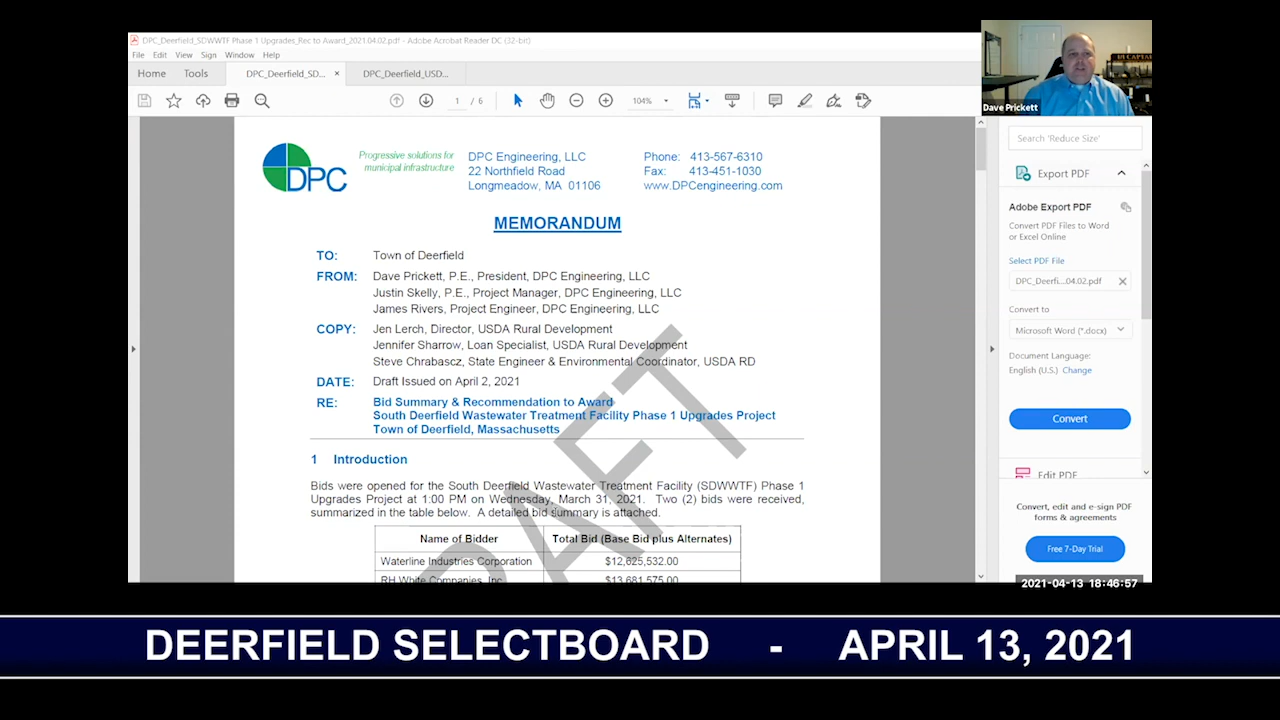 DPC_Deerfield_SDWWTF Phase 1 Upgrades_Rec to Award_2021.04.02.pdf - Adobe Acrobat Reader DC (32-bit)
File Edit View Sign Window Help
Home Tools DPC_Deerfield_SD... × DPC_Deerfield_USD...
1 / 6 104%
Dave Prickett
DPC
Progressive solutions for
municipal infrastructure
DPC Engineering, LLC
22 Northfield Road
Longmeadow, MA 01106
Phone: 413-567-6310
Fax: 413-451-1030
www.DPCengineering.com
MEMORANDUM
TO: Town of Deerfield
FROM: Dave Prickett, P.E., President, DPC Engineering, LLC
Justin Skelly, P.E., Project Manager, DPC Engineering, LLC
James Rivers, Project Engineer, DPC Engineering, LLC
COPY: Jen Lerch, Director, USDA Rural Development
Jennifer Sharrow, Loan Specialist, USDA Rural Development
Steve Chrabascz, State Engineer & Environmental Coordinator, USDA RD
DATE: Draft Issued on April 2, 2021
RE: Bid Summary & Recommendation to Award
South Deerfield Wastewater Treatment Facility Phase 1 Upgrades Project
Town of Deerfield, Massachusetts
1 Introduction
Bids were opened for the South Deerfield Wastewater Treatment Facility (SDWWTF) Phase 1
Upgrades Project at 1:00 PM on Wednesday, March 31, 2021. Two (2) bids were received,
summarized in the table below. A detailed bid summary is attached.
Name of Bidder Total Bid (Base Bid plus Alternates)
Waterline Industries Corporation $12,625,532.00
RH White Companies, Inc. $13,681,575.00
DRAFT
Search 'Reduce Size'
Export PDF
Adobe Export PDF
Convert PDF Files to Word
or Excel Online
Select PDF File
DPC_Deerfi....04.02.pdf
Convert to
Microsoft Word (*.docx)
Document Language:
English (U.S.) Change
Convert
Edit PDF
Convert, edit and e-sign PDF
forms & agreements
Free 7-Day Trial
2021-04-13 18:46:57
DEERFIELD SELECTBOARD - APRIL 13, 2021